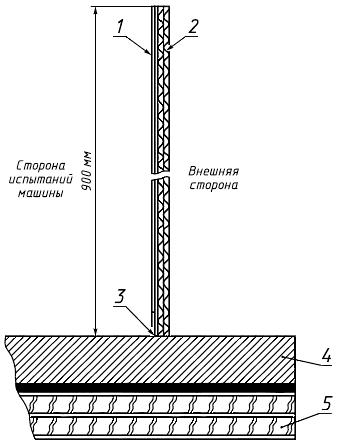 1
2
900 мм
Сторона
испытаний
машины
Внешняя
сторона
3
4
5